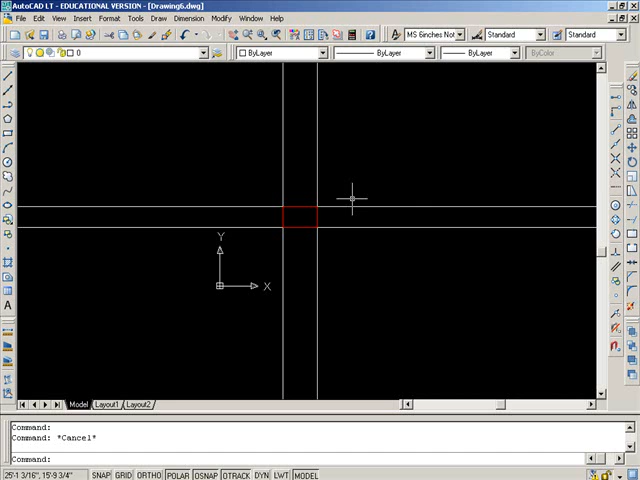 AutoCAD LT - EDUCATIONAL VERSION - [Drawing6.dwg]
File Edit View Insert Format Tools Draw Dimension Modify Window Help
MS 6inches Not Standard Standard
0 ByLayer ByLayer ByLayer ByColor
Y
X
A
Model Layout1 Layout2
Command:
Command: *Cancel*
Command:
25'-1 3/16", 15'-9 3/4" SNAP GRID ORTHO POLAR OSNAP OTRACK DYN LWT MODEL